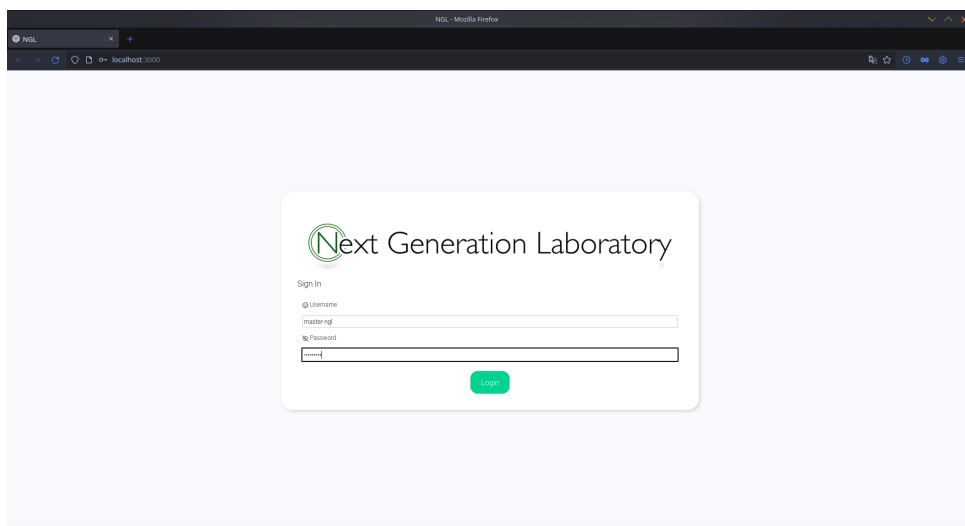 NGL - Mozilla Firefox
NGL
localhost:3000
Next Generation Laboratory
Sign In
Username
master-ngl
Password
•••••••••
Login